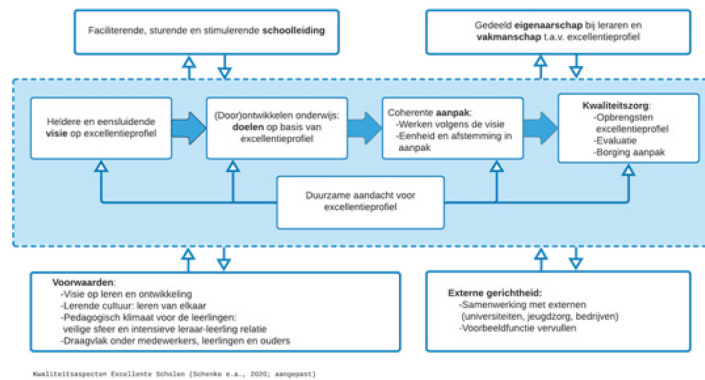 Faciliterende, sturende en stimulerende schoolleiding
Gedeeld eigenaarschap bij leraren en
vakmanschap t.a.v. excellentieprofiel
Heldere en eensluidende
visie op excellentieprofiel
(Door)ontwikkelen onderwijs:
doelen op basis van
excellentieprofiel
Coherente aanpak:
-Werken volgens de visie
-Eenheid en afstemming in
aanpak
Kwaliteitszorg:
-Opbrengsten
excellentieprofiel
-Evaluatie
-Borging aanpak
Duurzame aandacht voor
excellentieprofiel
Voorwaarden:
-Visie op leren en ontwikkeling
-Lerende cultuur: leren van elkaar
-Pedagogisch klimaat voor de leerlingen:
veilige sfeer en intensieve leraar-leerling relatie
-Draagvlak onder medewerkers, leerlingen en ouders
Externe gerichtheid:
-Samenwerking met externen
(universiteiten, jeugdzorg, bedrijven)
-Voorbeeldfunctie vervullen
Kwaliteitsaspecten Excellente Scholen (Schenke e.a., 2020; aangepast)